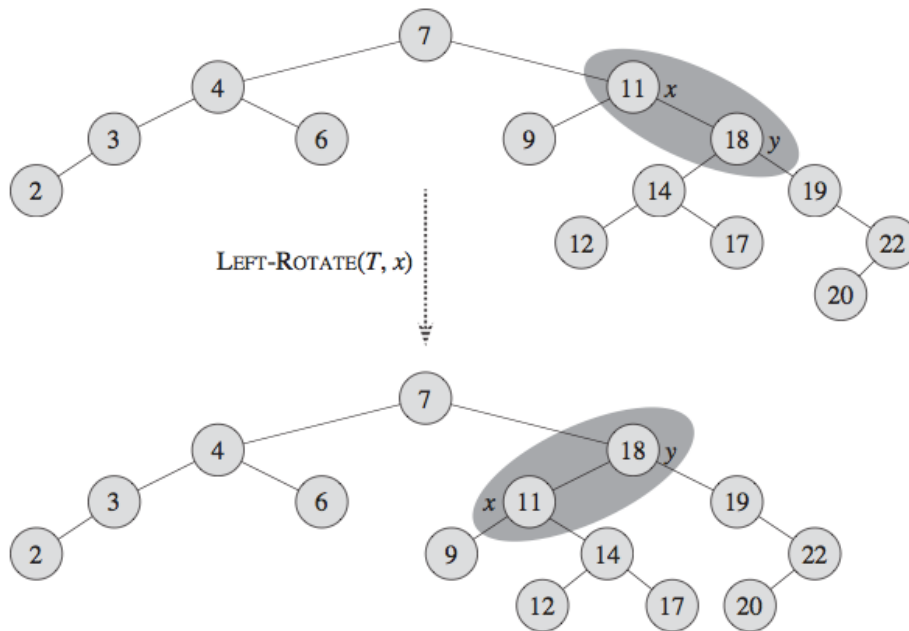 7
4 11 x
3 6 9 18 y
2 14 19
12 17 22
LEFT-ROTATE(T, x)
20
7
4 18 y
3 6 x 11 19
2 9 14 22
12 17 20